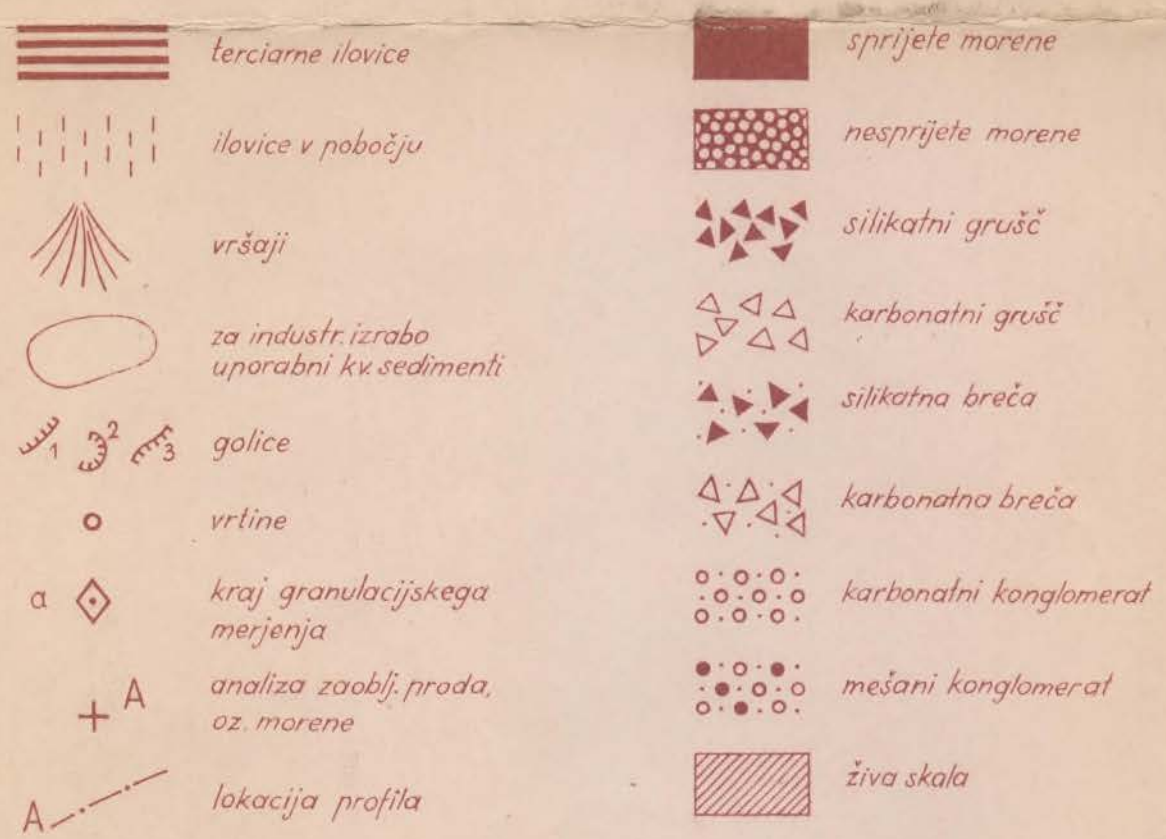 terciarne ilovice
ilovice v pobočju
vršaji
za industr. izrabo
uporabni kv. sedimenti
1 2 3 golice
vrtine
a kraj granulacijskega
merjenja
A analiza zaoblj. proda,
oz. morene
A lokacija profila
sprijete morene
nesprijete morene
silikatni grušč
karbonatni grušč
silikatna breča
karbonatna breča
karbonatni konglomerat
mešani konglomerat
živa skala